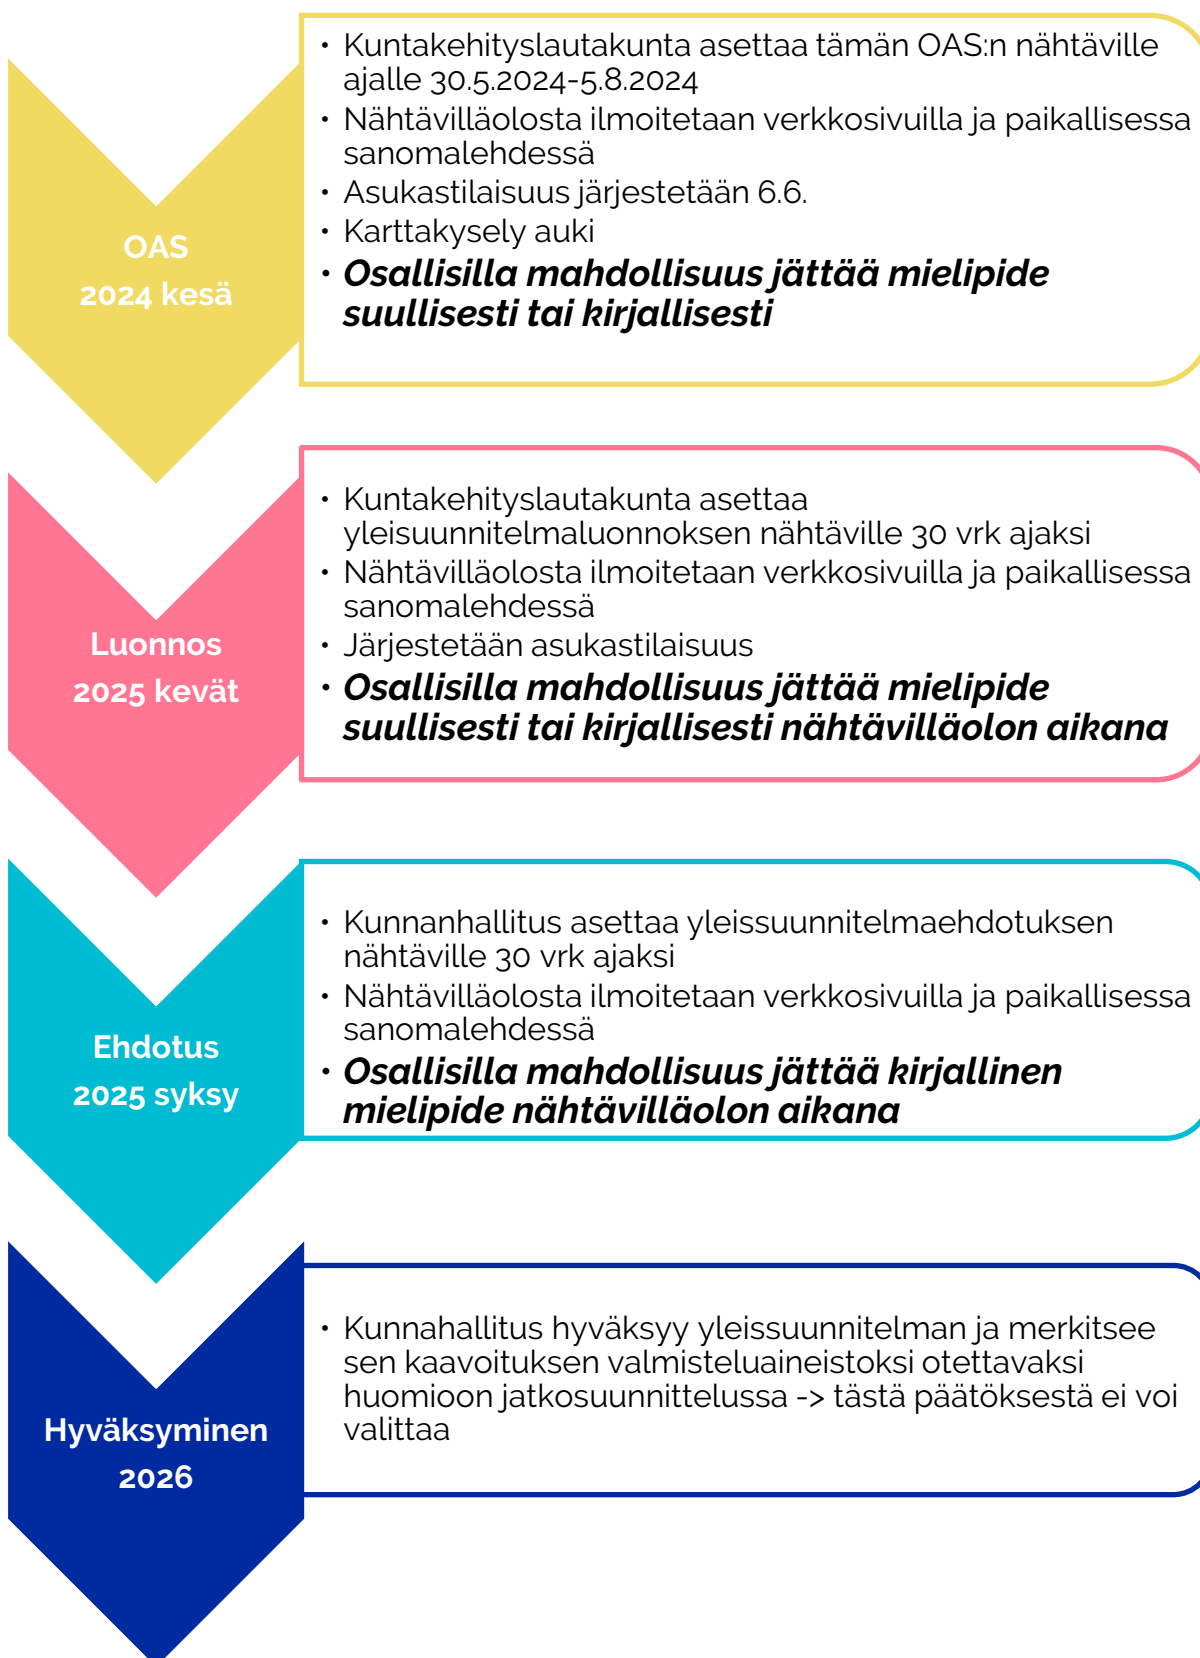 OAS
2024 kesä
• Kuntakehityslautakunta asettaa tämän OAS:n nähtäville
ajalle 30.5.2024-5.8.2024
• Nähtävilläolosta ilmoitetaan verkkosivuilla ja paikallisessa
sanomalehdessä
• Asukastilaisuus järjestetään 6.6.
• Karttakysely auki
• Osallisilla mahdollisuus jättää mielipide
suullisesti tai kirjallisesti
Luonnos
2025 kevät
• Kuntakehityslautakunta asettaa
yleisuunnitelmaluonnoksen nähtäville 30 vrk ajaksi
• Nähtävilläolosta ilmoitetaan verkkosivuilla ja paikallisessa
sanomalehdessä
• Järjestetään asukastilaisuus
• Osallisilla mahdollisuus jättää mielipide
suullisesti tai kirjallisesti nähtävilläolon aikana
Ehdotus
2025 syksy
• Kunnanhallitus asettaa yleissuunnitelmaehdotuksen
nähtäville 30 vrk ajaksi
• Nähtävilläolosta ilmoitetaan verkkosivuilla ja paikallisessa
sanomalehdessä
• Osallisilla mahdollisuus jättää kirjallinen
mielipide nähtävilläolon aikana
Hyväksyminen
2026
• Kunnahallitus hyväksyy yleissuunnitelman ja merkitsee
sen kaavoituksen valmisteluaineistoksi otettavaksi
huomioon jatkosuunnittelussa -> tästä päätöksestä ei voi
valittaa